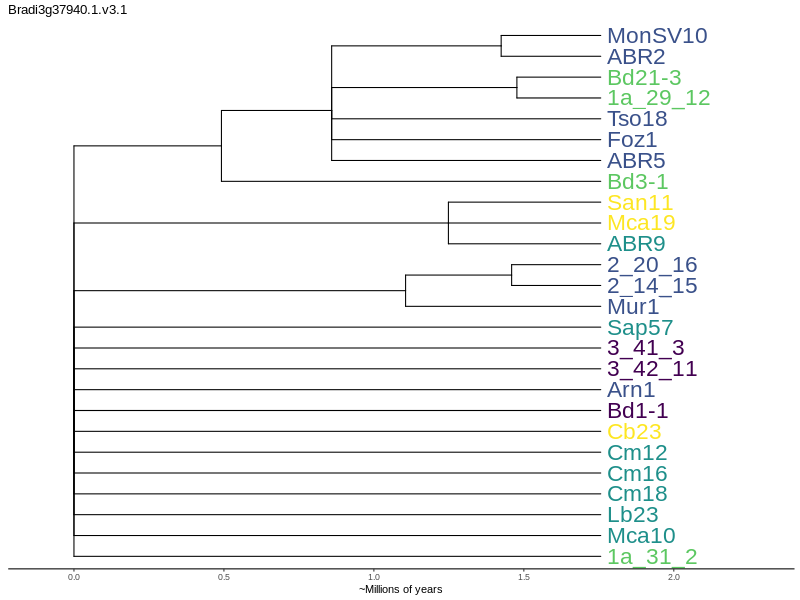 Bradi3g37940.1.v3.1
MonSV10
ABR2
Bd21-3
1a_29_12
Tso18
Foz1
ABR5
Bd3-1
San11
Mca19
ABR9
2_20_16
2_14_15
Mur1
Sap57
3_41_3
3_42_11
Arn1
Bd1-1
Cb23
Cm12
Cm16
Cm18
Lb23
Mca10
1a_31_2
0.0 0.5 1.0 1.5 2.0
~Millions of years